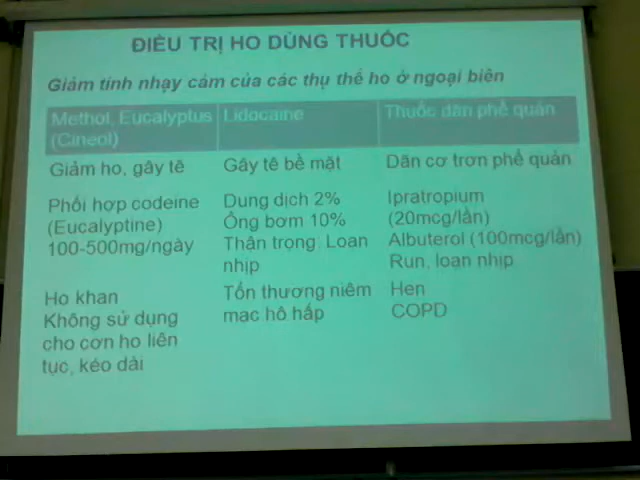 ĐIỀU TRỊ HO DÙNG THUỐC
Giảm tính nhạy cảm của các thụ thể ho ở ngoại biên
Methol, Eucalyptus
(Cineol)
Lidocaine
Thuốc dãn phế quản
Giảm ho, gây tê
Gây tê bề mặt
Dãn cơ trơn phế quản
Phối hợp codeine
(Eucalyptine)
100-500mg/ngày
Dung dịch 2%
Ống bơm 10%
Thận trọng: Loạn
nhịp
Ipratropium
(20mcg/lần)
Albuterol (100mcg/lần)
Run, loạn nhịp
Ho khan
Không sử dụng
cho cơn ho liên
tục, kéo dài
Tổn thương niêm
mạc hô hấp
Hen
COPD